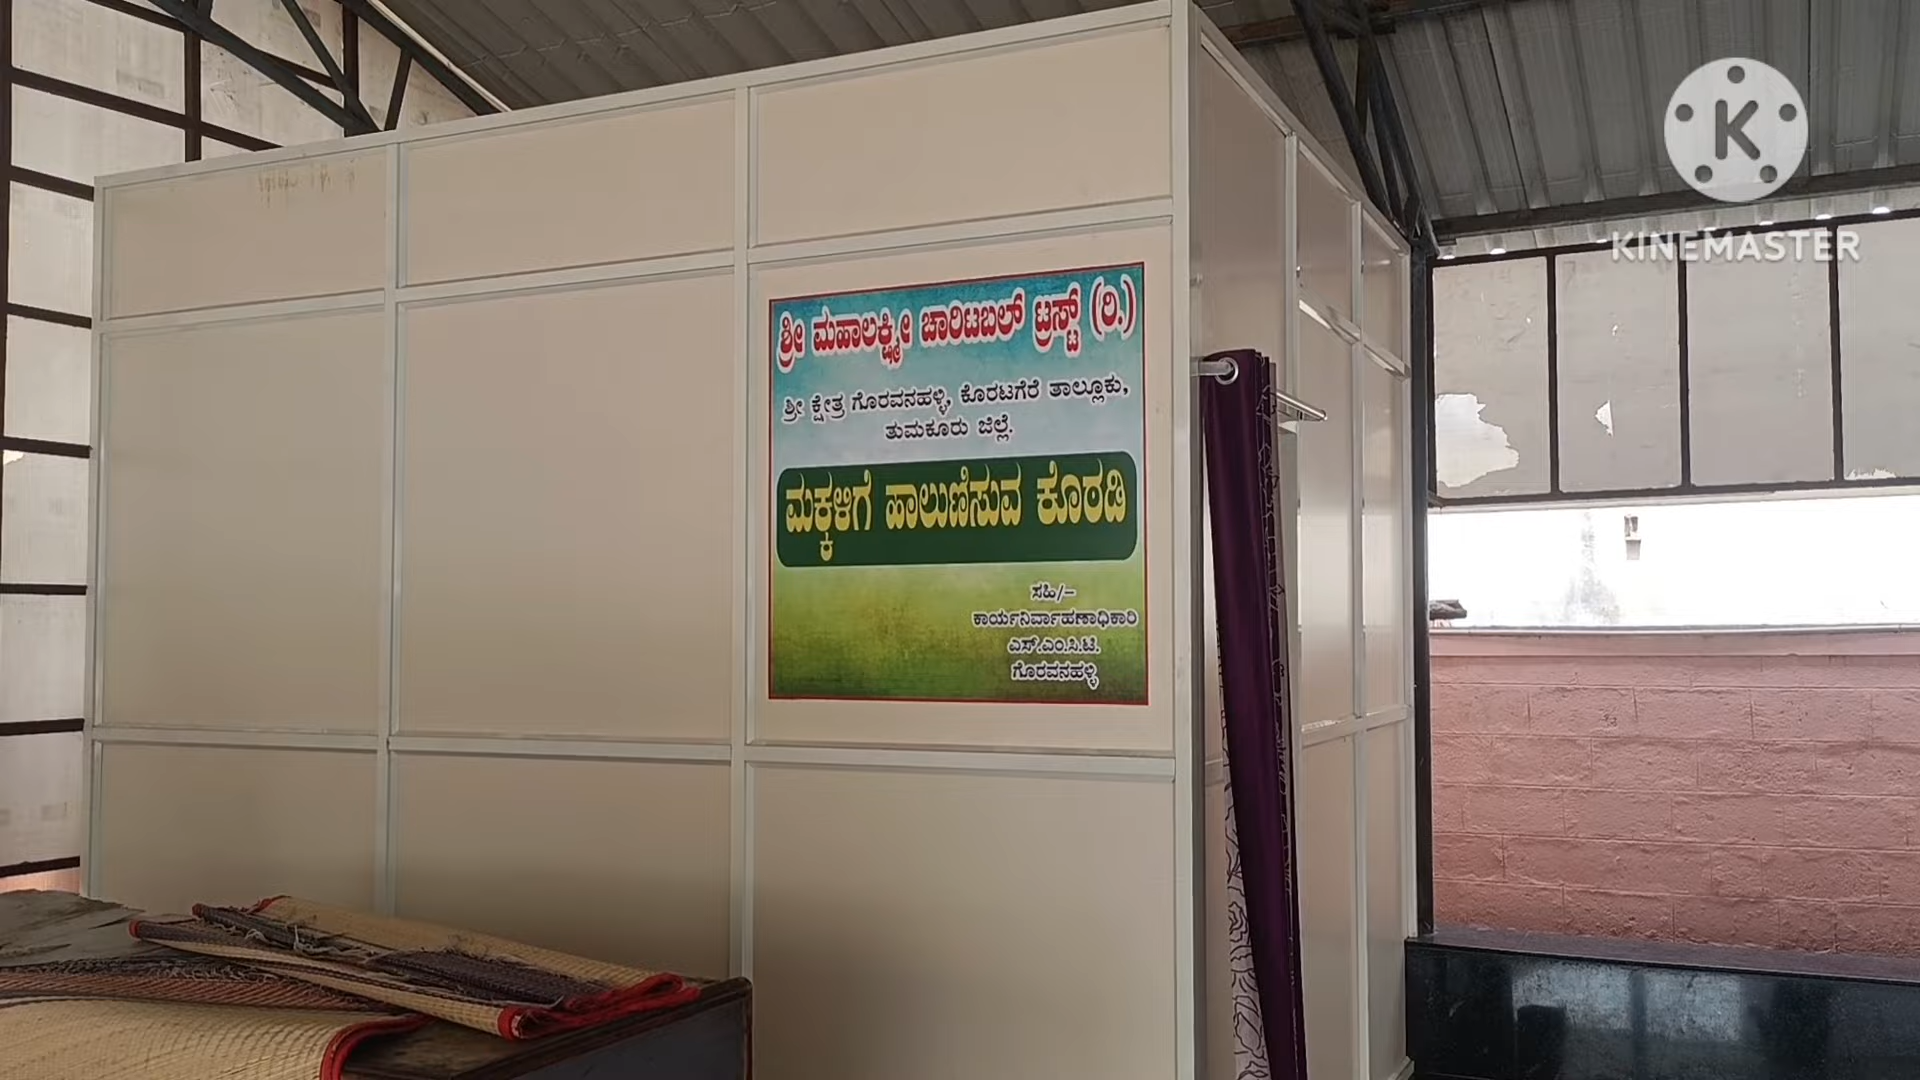 ಶ್ರೀ ಮಹಾಲಕ್ಷ್ಮೀ ಚಾರಿಟಬಲ್ ಟ್ರಸ್ಟ್ (ರಿ.)
ಶ್ರೀ ಕ್ಷೇತ್ರ ಗೊರವನಹಳ್ಳಿ, ಕೊರಟಗೆರೆ ತಾಲ್ಲೂಕು,
ತುಮಕೂರು ಜಿಲ್ಲೆ.
ಮಕ್ಕಳಿಗೆ ಹಾಲುಣಿಸುವ ಕೊಠಡಿ
ಸಹಿ/-
ಕಾರ್ಯನಿರ್ವಾಹಣಾಧಿಕಾರಿ
ಎಸ್.ಎಂ.ಸಿ.ಟಿ.
ಗೊರವನಹಳ್ಳಿ
K
KINEMASTER